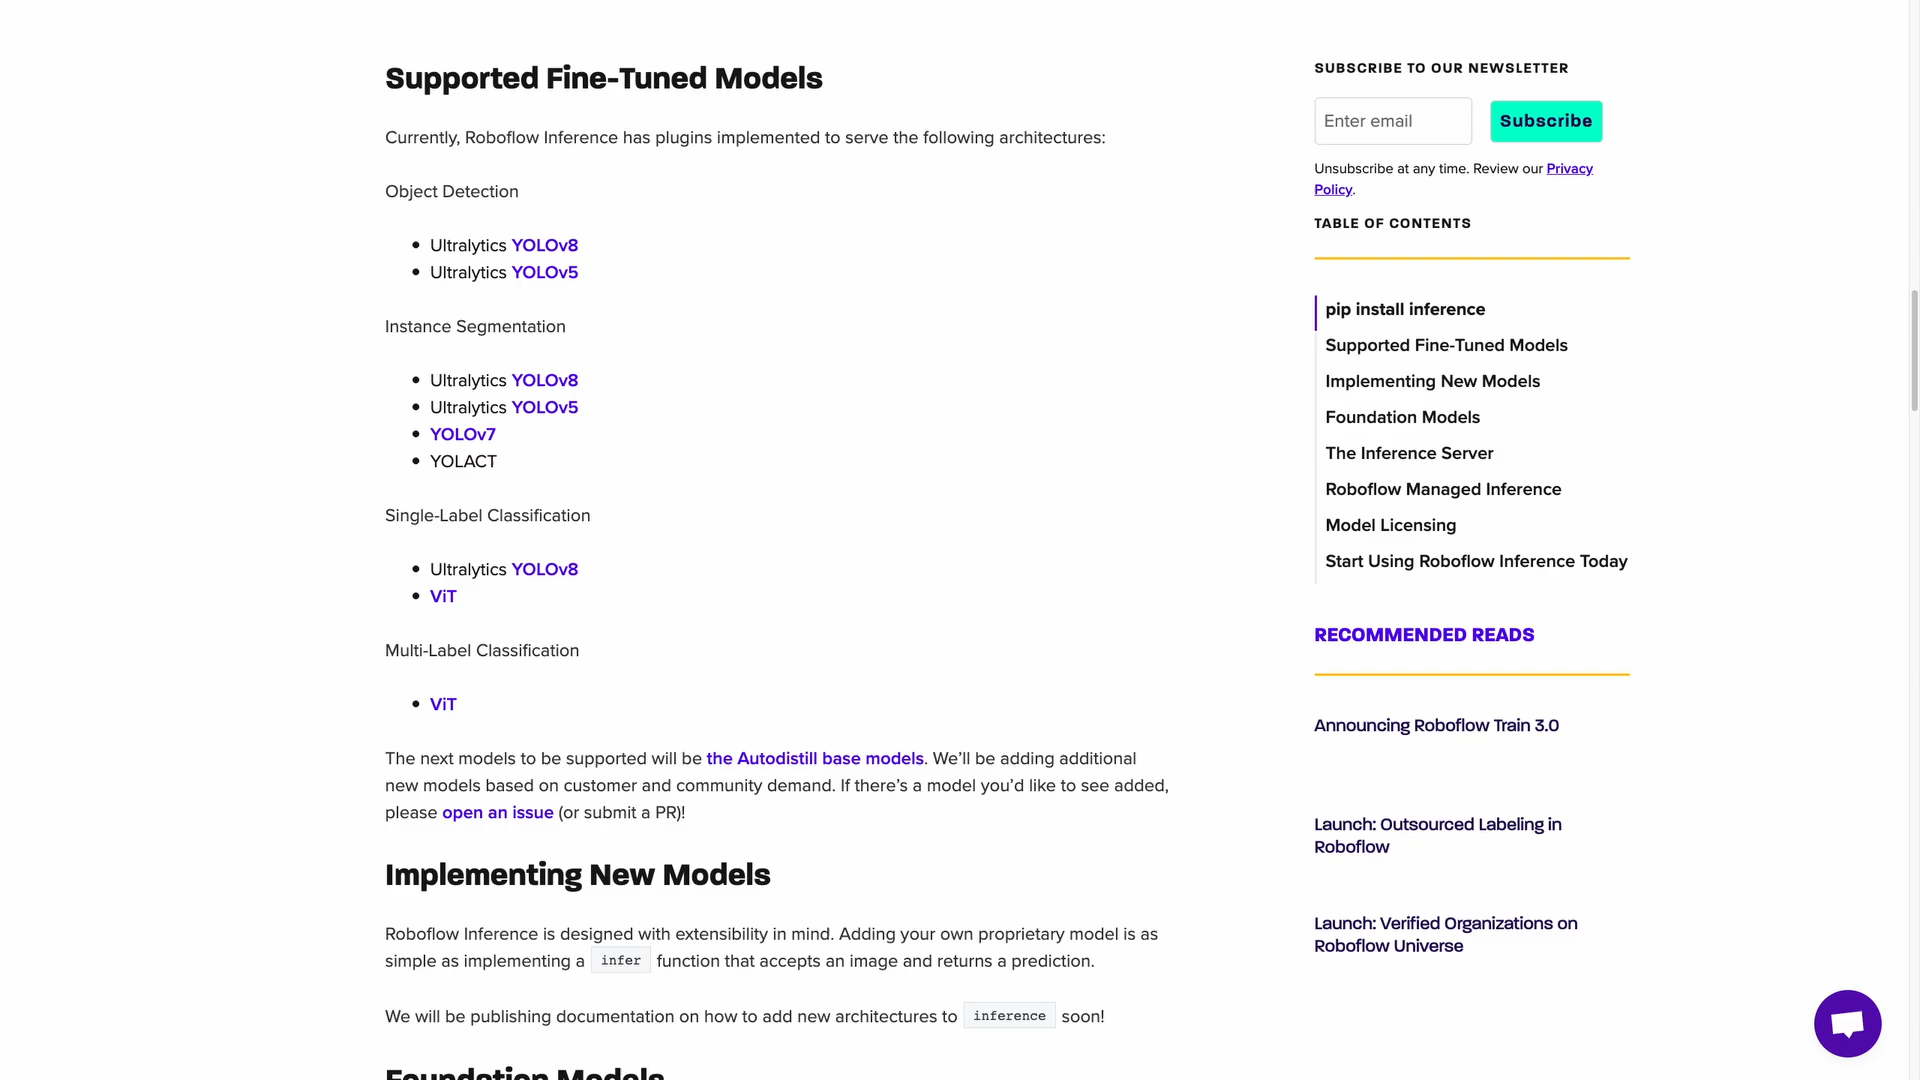 Supported Fine-Tuned Models
Currently, Roboflow Inference has plugins implemented to serve the following architectures:
Object Detection
Ultralytics YOLOv8
Ultralytics YOLOv5
Instance Segmentation
Ultralytics YOLOv8
Ultralytics YOLOv5
YOLOv7
YOLACT
Single-Label Classification
Ultralytics YOLOv8
ViT
Multi-Label Classification
ViT
The next models to be supported will be the Autodistill base models. We’ll be adding additional
new models based on customer and community demand. If there’s a model you’d like to see added,
please open an issue (or submit a PR)!
Implementing New Models
Roboflow Inference is designed with extensibility in mind. Adding your own proprietary model is as
simple as implementing a infer function that accepts an image and returns a prediction.
We will be publishing documentation on how to add new architectures to inference soon!
Foundation Models
SUBSCRIBE TO OUR NEWSLETTER
Enter email
Subscribe
Unsubscribe at any time. Review our Privacy
Policy.
TABLE OF CONTENTS
pip install inference
Supported Fine-Tuned Models
Implementing New Models
Foundation Models
The Inference Server
Roboflow Managed Inference
Model Licensing
Start Using Roboflow Inference Today
RECOMMENDED READS
Announcing Roboflow Train 3.0
Launch: Outsourced Labeling in
Roboflow
Launch: Verified Organizations on
Roboflow Universe